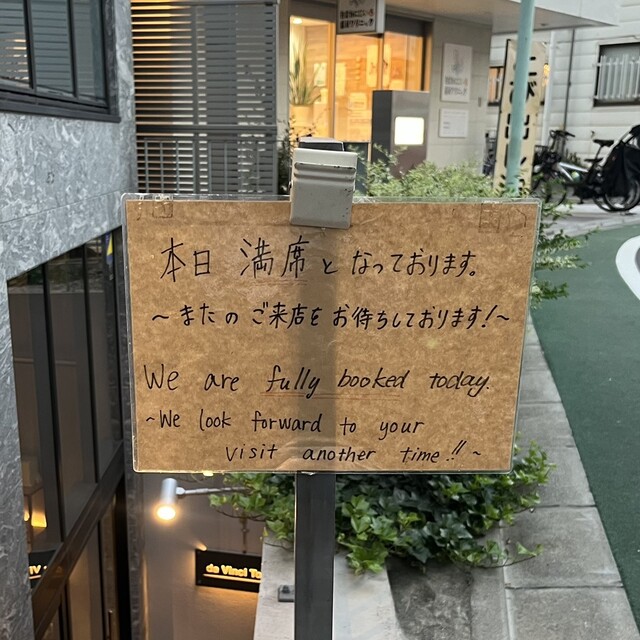 本日 満席 と なっております。
～またの ご来店を お待ちしております!～
We are fully booked today.
~We look forward to your
visit another time!! ~
da Vinci